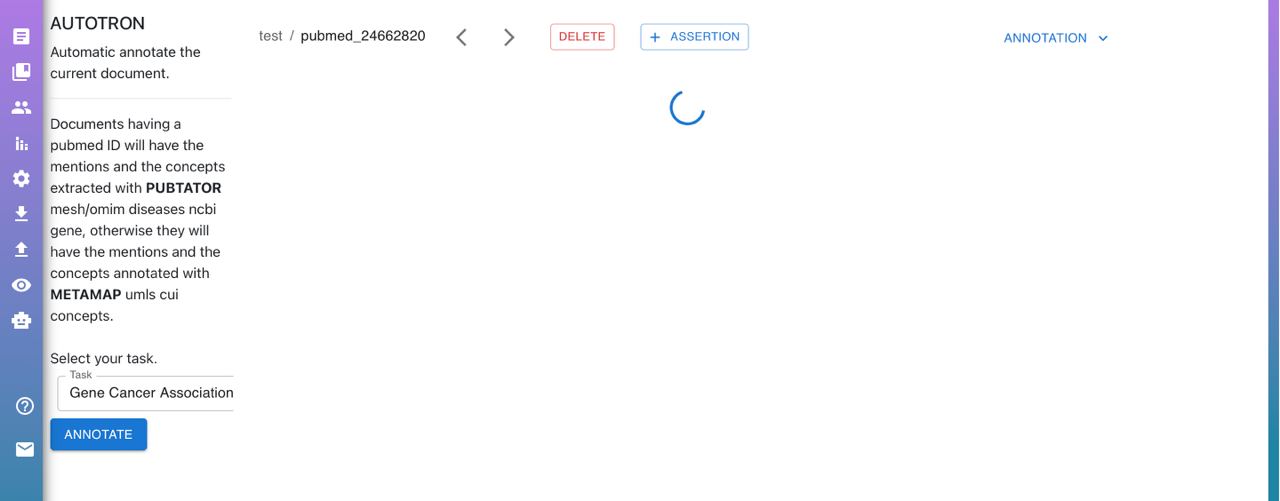 AUTOTRON
Automatic annotate the
current document.
Documents having a
pubmed ID will have the
mentions and the concepts
extracted with PUBTATOR
mesh/omim diseases ncbi
gene, otherwise they will
have the mentions and the
concepts annotated with
METAMAP umls cui
concepts.
Select your task.
Task
Gene Cancer Association
ANNOTATE
test / pubmed_24662820
DELETE
+ ASSERTION
ANNOTATION